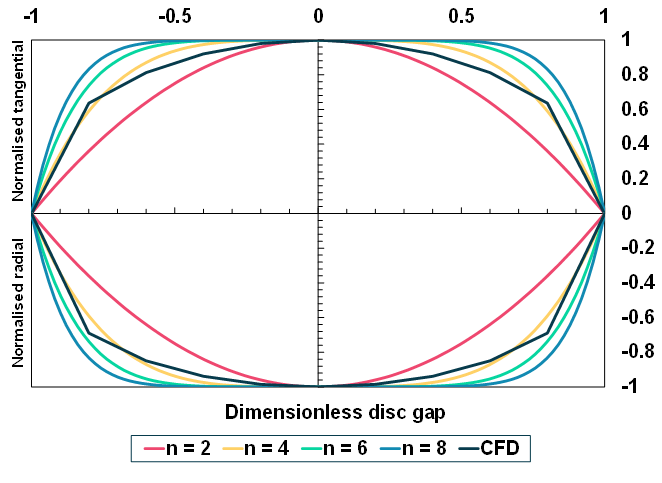 -1 -0.5 0 0.5 1
Normalised tangential
Normalised radial
1
0.8
0.6
0.4
0.2
0
-0.2
-0.4
-0.6
-0.8
-1
Dimensionless disc gap
n = 2 n = 4 n = 6 n = 8 CFD